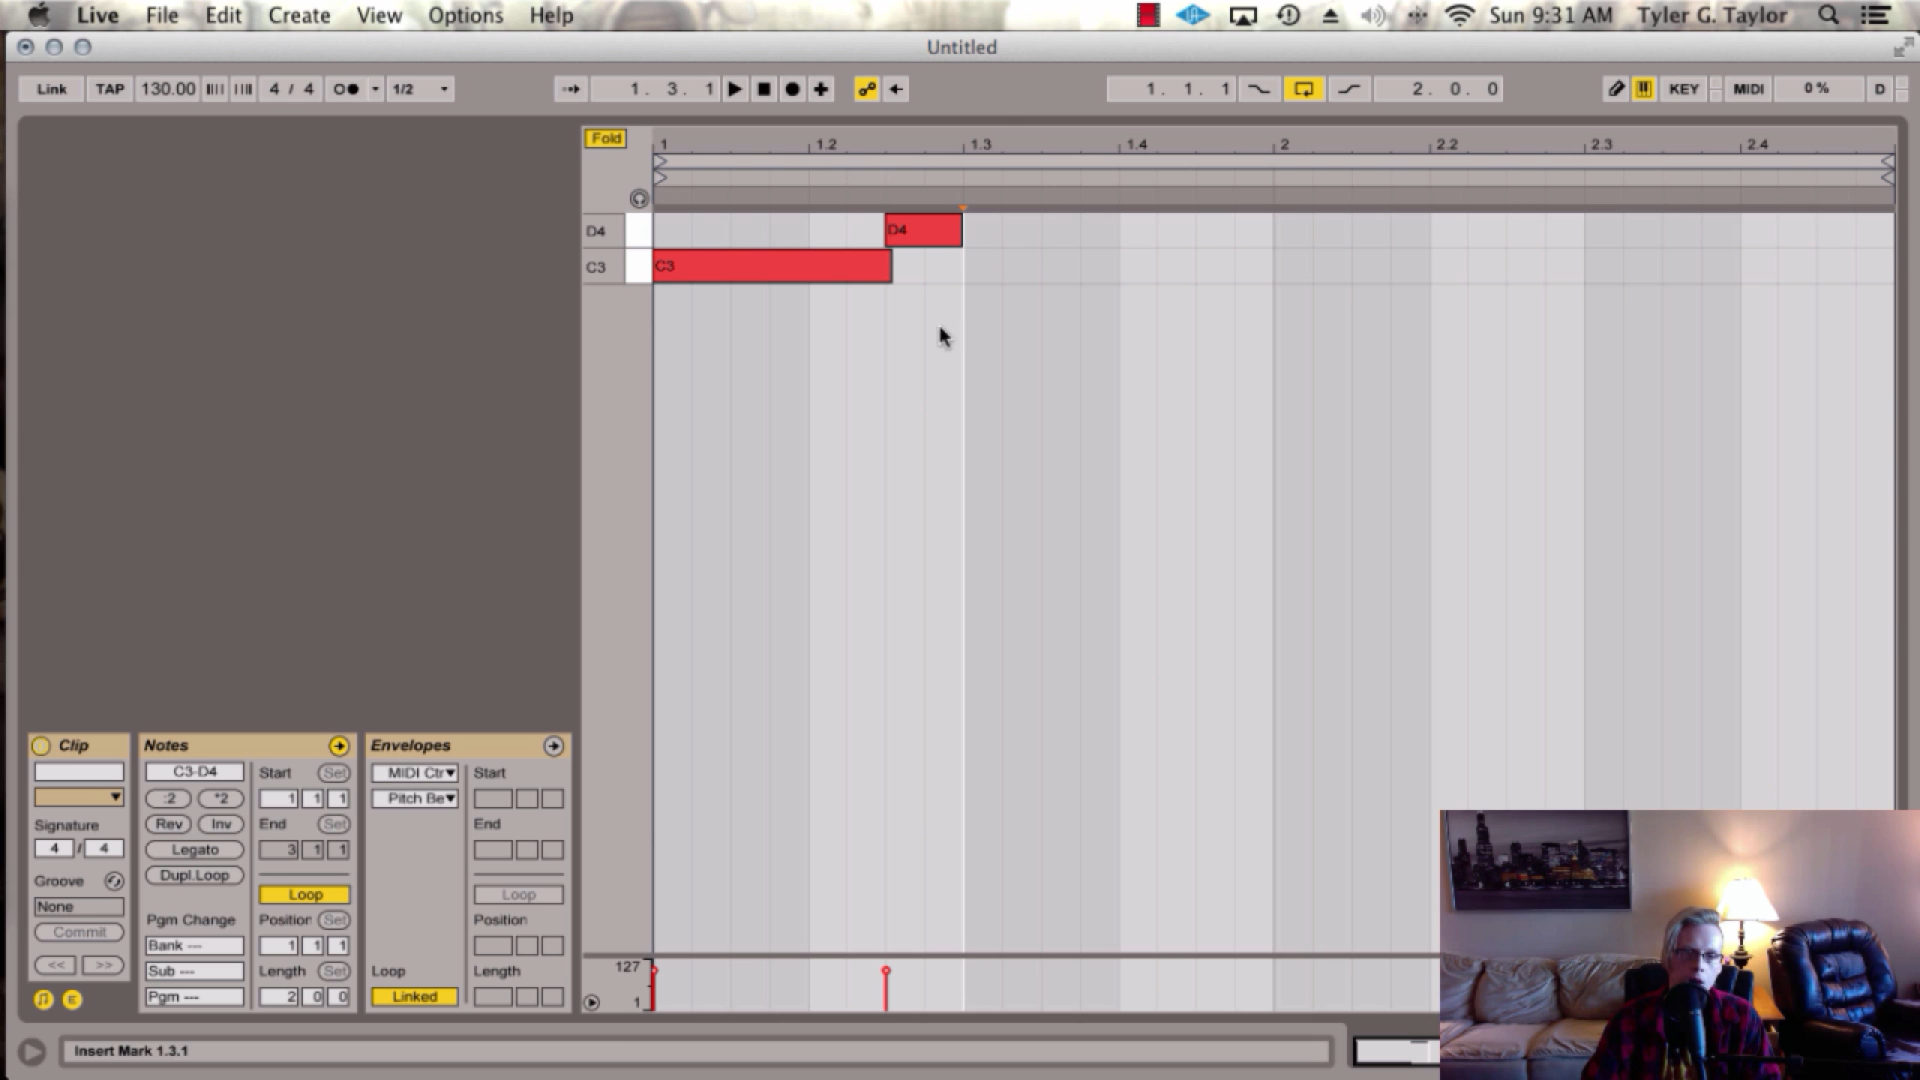 Live File Edit Create View Options Help Sun 9:31 AM Tyler G. Taylor
Untitled
Link TAP 130.00 4 / 4 1/2 1. 3. 1 1. 1. 1 2. 0. 0 KEY MIDI 0 % D
Fold
1 1.2 1.3 1.4 2 2.2 2.3 2.4
D4 D4
C3 C3
Clip Notes Envelopes
C3-D4 Start Set MIDI Ctr Start
:2 *2 1 1 1 Pitch Be
Signature Rev Inv End Set End
4 / 4 Legato 3 1 1
Groove Dupl.Loop Loop Loop
None Pgm Change Position Set Position
Commit Bank --- 1 1 1
<< >> Sub --- Length Set Loop Length
E Pgm --- 2 0 0 Linked
127
1
Insert Mark 1.3.1